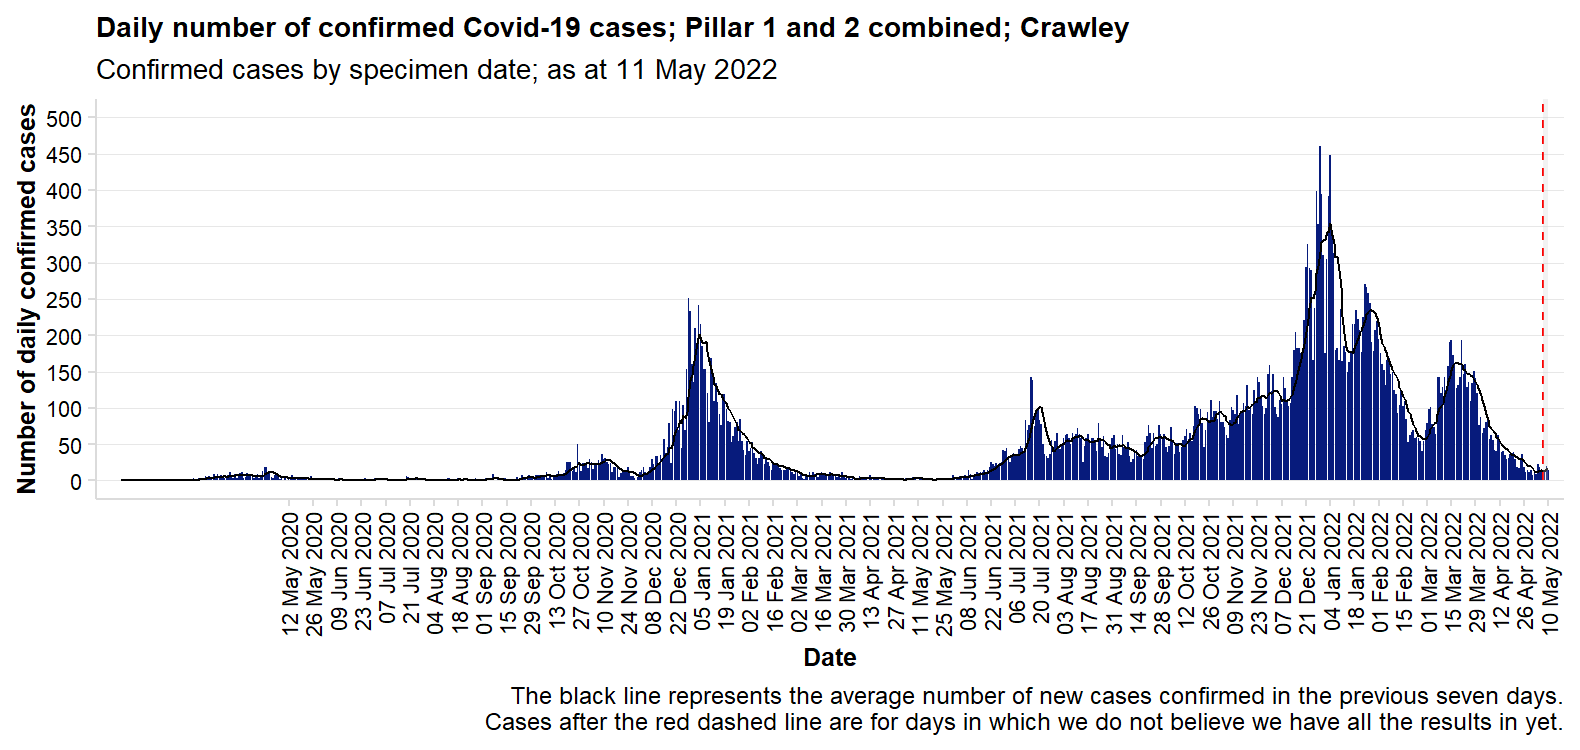 Daily number of confirmed Covid-19 cases; Pillar 1 and 2 combined; Crawley
Confirmed cases by specimen date; as at 11 May 2022
Number of daily confirmed cases
500
450
400
350
300
250
200
150
100
50
0
12 May 2020
26 May 2020
09 Jun 2020
23 Jun 2020
07 Jul 2020
21 Jul 2020
04 Aug 2020
18 Aug 2020
01 Sep 2020
15 Sep 2020
29 Sep 2020
13 Oct 2020
27 Oct 2020
10 Nov 2020
24 Nov 2020
08 Dec 2020
22 Dec 2020
05 Jan 2021
19 Jan 2021
02 Feb 2021
16 Feb 2021
02 Mar 2021
16 Mar 2021
30 Mar 2021
13 Apr 2021
27 Apr 2021
11 May 2021
25 May 2021
08 Jun 2021
22 Jun 2021
06 Jul 2021
20 Jul 2021
03 Aug 2021
17 Aug 2021
31 Aug 2021
14 Sep 2021
28 Sep 2021
12 Oct 2021
26 Oct 2021
09 Nov 2021
23 Nov 2021
07 Dec 2021
21 Dec 2021
04 Jan 2022
18 Jan 2022
01 Feb 2022
15 Feb 2022
01 Mar 2022
15 Mar 2022
29 Mar 2022
12 Apr 2022
26 Apr 2022
10 May 2022
Date
The black line represents the average number of new cases confirmed in the previous seven days.
Cases after the red dashed line are for days in which we do not believe we have all the results in yet.